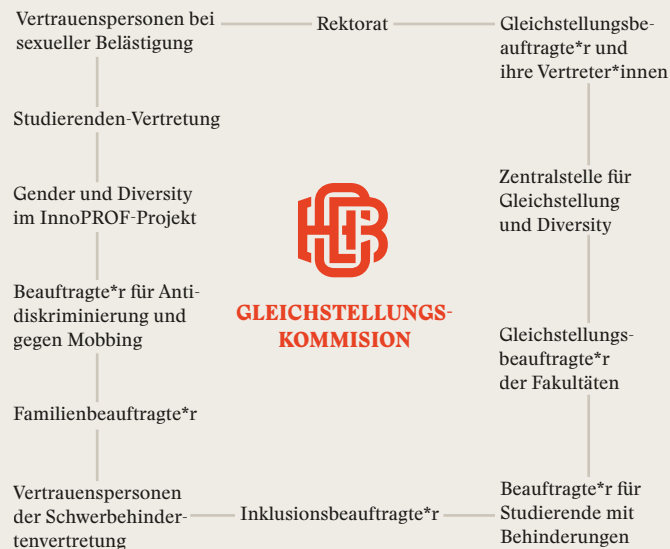 Vertrauenspersonen bei
sexueller Belästigung
Rektorat
Gleichstellungsbe-
auftragte*r und
ihre Vertreter*innen
Studierenden-Vertretung
Zentralstelle für
Gleichstellung
und Diversity
Gender und Diversity
im InnoPROF-Projekt
Beauftragte*r für Anti-
diskriminierung und
gegen Mobbing
GLEICHSTELLUNGS-
KOMMISION
Gleichstellungs-
beauftragte*r
der Fakultäten
Familienbeauftragte*r
Vertrauenspersonen
der Schwerbehinder-
tenvertretung
Inklusionsbeauftragte*r
Beauftragte*r für
Studierende mit
Behinderungen